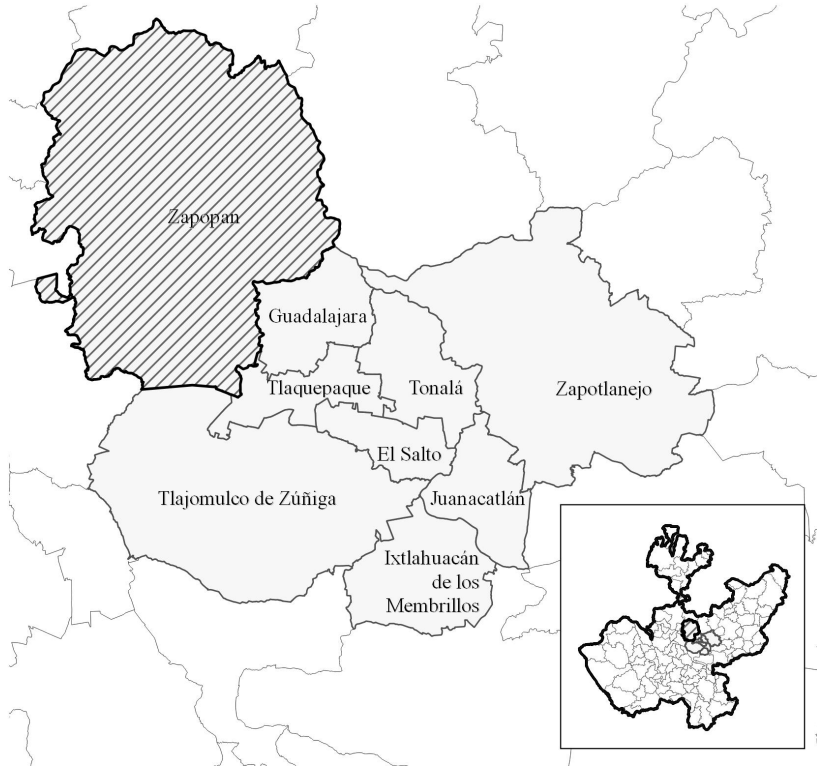 Zapopan
Guadalajara
Tlaquepaque
Tonalá
Zapotlanejo
El Salto
Tlajomulco de Zúñiga
Juanacatlán
Ixtlahuacán
de los
Membrillos